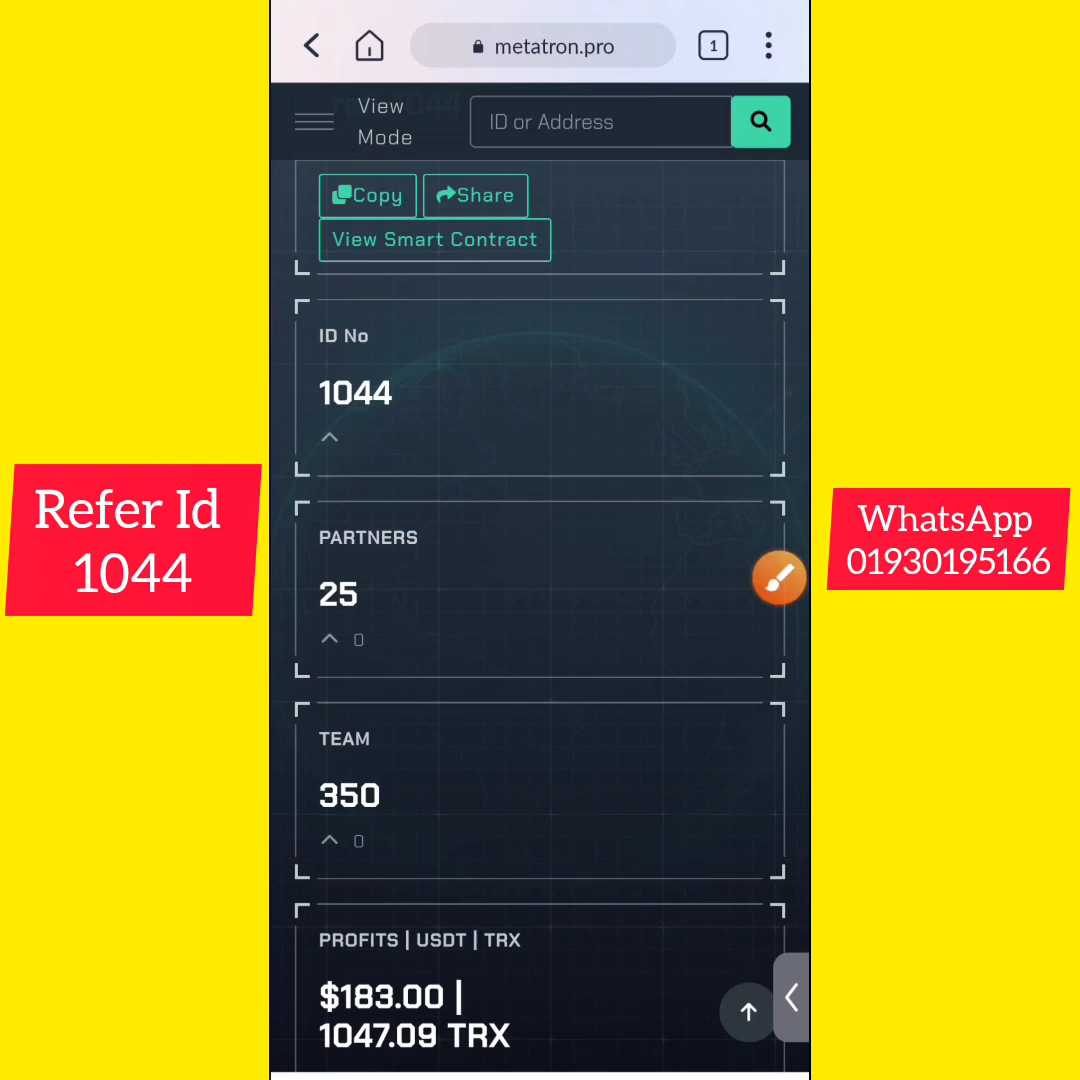 metatron.pro
1
View
Mode
ID or Address
Copy
Share
View Smart Contract
ID No
1044
PARTNERS
25
0
TEAM
350
0
PROFITS | USDT | TRX
$183.00 |
1047.09 TRX
Refer Id
1044
WhatsApp
01930195166